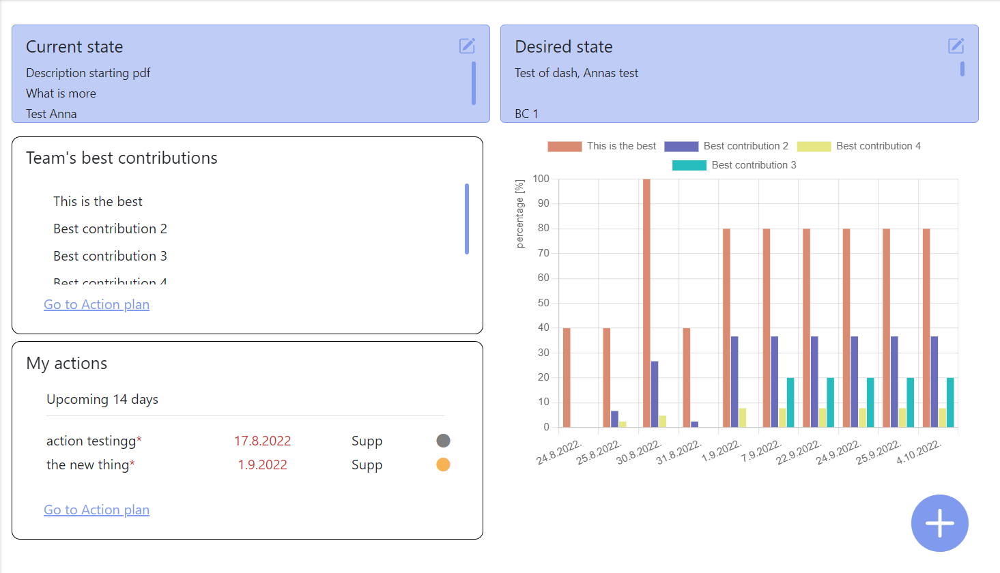 Current state
Description starting pdf
What is more
Test Anna
Desired state
Test of dash, Annas test
BC 1
Team's best contributions
This is the best
Best contribution 2
Best contribution 3
Best contribution 4
Go to Action plan
My actions
Upcoming 14 days
action testingg* 17.8.2022 Supp
the new thing* 1.9.2022 Supp
Go to Action plan
This is the best Best contribution 2 Best contribution 4
Best contribution 3
percentage [%]
100
90
80
70
60
50
40
30
20
10
0
24.8.2022. 25.8.2022. 30.8.2022. 31.8.2022. 1.9.2022. 7.9.2022. 22.9.2022. 24.9.2022. 25.9.2022. 4.10.2022.